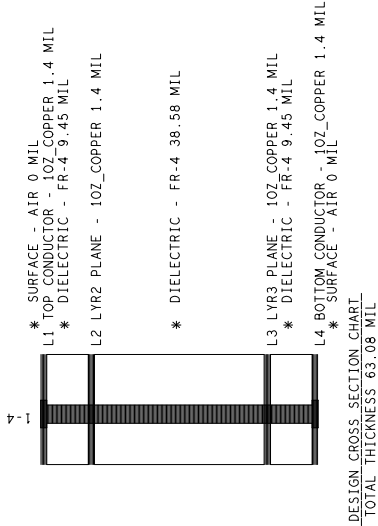 * SURFACE - AIR 0 MIL
L1 TOP CONDUCTOR - 1OZ_COPPER 1.4 MIL
* DIELECTRIC - FR-4 9.45 MIL
L2 LYR2 PLANE - 1OZ_COPPER 1.4 MIL
* DIELECTRIC - FR-4 38.58 MIL
L3 LYR3 PLANE - 1OZ_COPPER 1.4 MIL
* DIELECTRIC - FR-4 9.45 MIL
L4 BOTTOM CONDUCTOR - 1OZ_COPPER 1.4 MIL
* SURFACE - AIR 0 MIL
1-4
DESIGN CROSS SECTION CHART
TOTAL THICKNESS 63.08 MIL